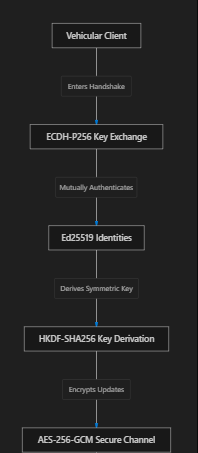 Vehicular Client
Enters Handshake
ECDH-P256 Key Exchange
Mutually Authenticates
Ed25519 Identities
Derives Symmetric Key
HKDF-SHA256 Key Derivation
Encrypts Updates
AES-256-GCM Secure Channel